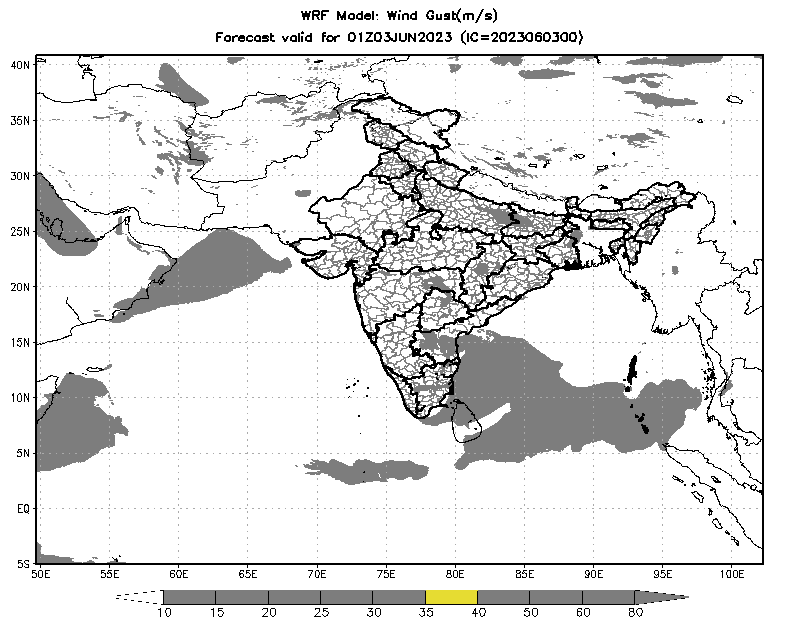 WRF Model: Wind Gust(m/s)
Forecast valid for 01Z03JUN2023 (IC=2023060300)
40N
35N
30N
25N
20N
15N
10N
5N
EQ
5S
50E 55E 60E 65E 70E 75E 80E 85E 90E 95E 100E
10 15 20 25 30 35 40 50 60 80